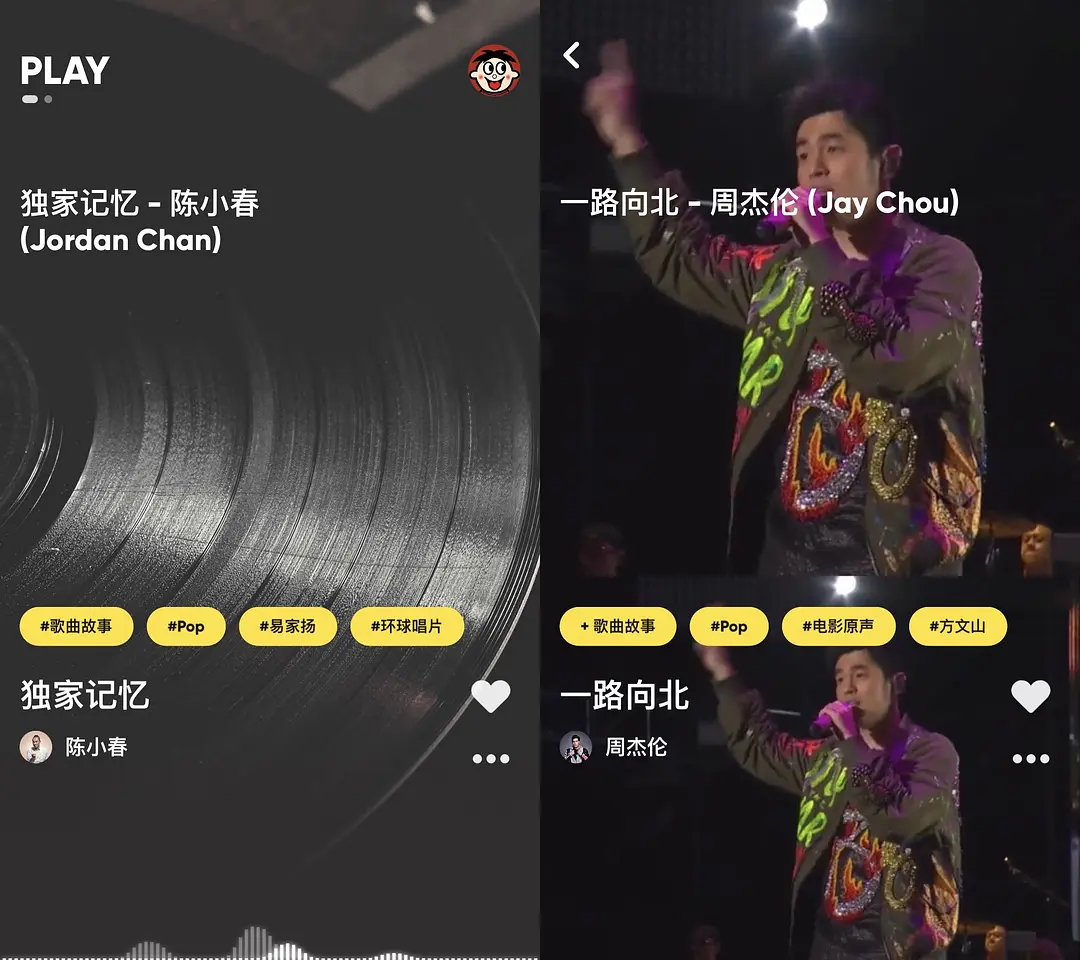 PLAY
独家记忆 - 陈小春
(Jordan Chan)
#歌曲故事
#Pop
#易家扬
#环球唱片
独家记忆
陈小春
一路向北 - 周杰伦 (Jay Chou)
+ 歌曲故事
#Pop
#电影原声
#方文山
一路向北
周杰伦